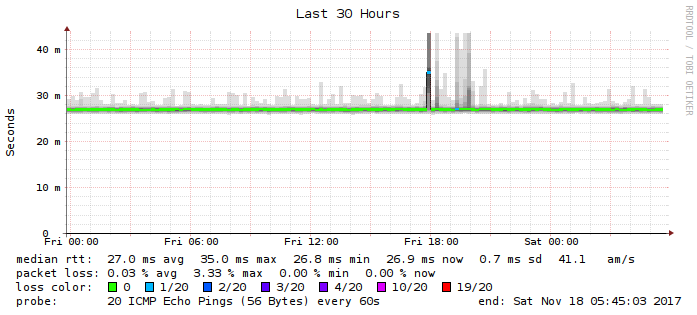 Last 30 Hours
RRDTOOL / TOBI OETIKER
Seconds
40 m
30 m
20 m
10 m
0
Fri 00:00 Fri 06:00 Fri 12:00 Fri 18:00 Sat 00:00
median rtt: 27.0 ms avg 35.0 ms max 26.8 ms min 26.9 ms now 0.7 ms sd 41.1 am/s
packet loss: 0.03 % avg 3.33 % max 0.00 % min 0.00 % now
loss color: 0 1/20 2/20 3/20 4/20 10/20 19/20
probe: 20 ICMP Echo Pings (56 Bytes) every 60s end: Sat Nov 18 05:45:03 2017